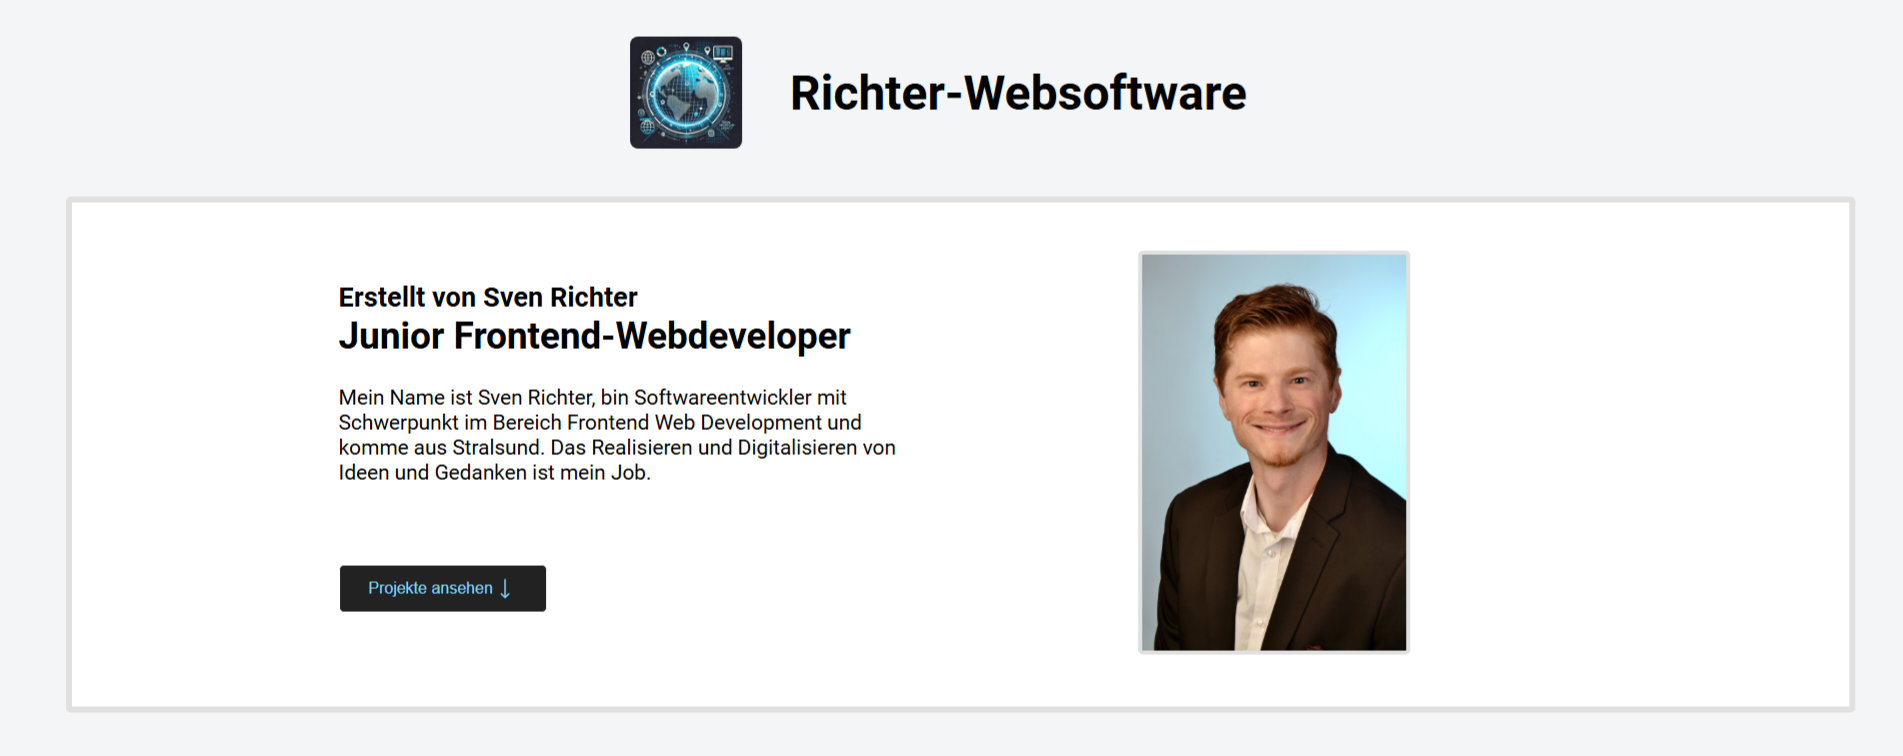 Richter-Websoftware
Erstellt von Sven Richter
Junior Frontend-Webdeveloper
Mein Name ist Sven Richter, bin Softwareentwickler mit
Schwerpunkt im Bereich Frontend Web Development und
komme aus Stralsund. Das Realisieren und Digitalisieren von
Ideen und Gedanken ist mein Job.
Projekte ansehen ↓